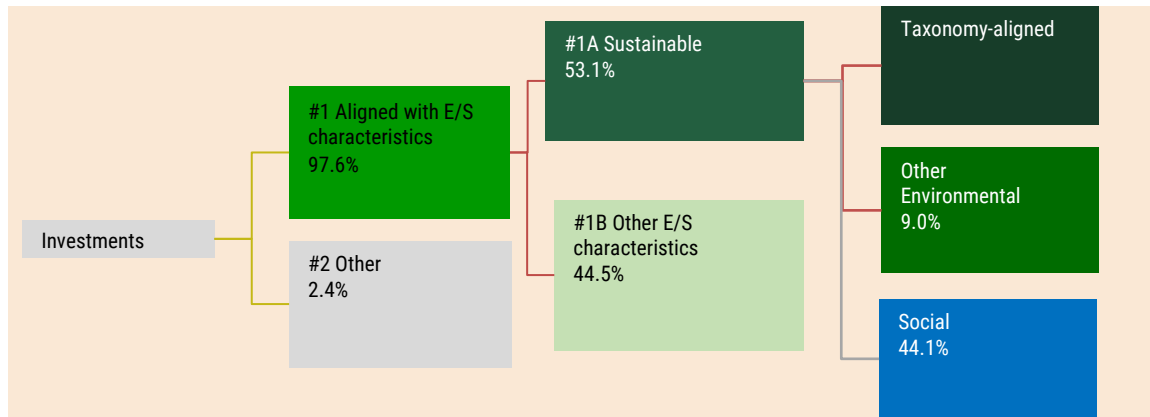 Investments
#1 Aligned with E/S
characteristics
97.6%
#2 Other
2.4%
#1A Sustainable
53.1%
#1B Other E/S
characteristics
44.5%
Taxonomy-aligned
Other
Environmental
9.0%
Social
44.1%